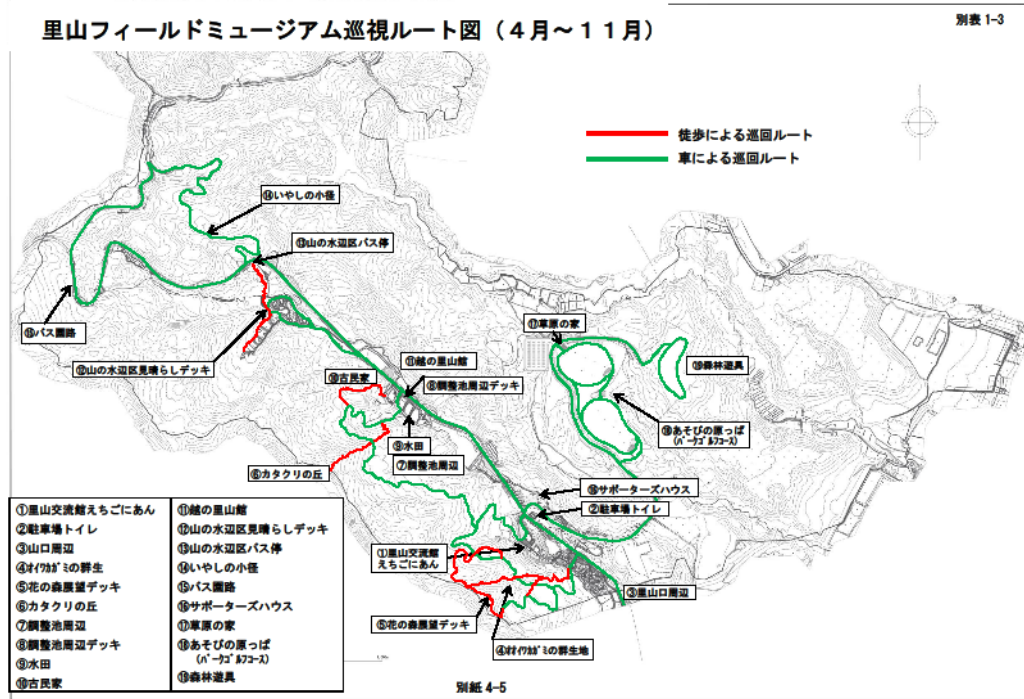 里山フィールドミュージアム巡視ルート図（４月～１１月）
別表 1-3
徒歩による巡回ルート
車による巡回ルート
⑭いやしの小径
⑬山の水辺区バス停
⑮バス園路
⑫山の水辺区見晴らしデッキ
⑰草原の家
⑲森林遊具
⑪越の里山館
⑧調整池周辺デッキ
⑩古民家
⑱あそびの原っぱ
(ﾊﾟｰｸｺﾞﾙﾌｺｰｽ)
⑨水田
⑦調整池周辺
⑥カタクリの丘
⑯サポーターズハウス
②駐車場トイレ
①里山交流館
えちごにあん
③里山口周辺
⑤花の森展望デッキ
④ｵｵｲﾜｶｶﾞﾐの群生地
①里山交流館えちごにあん
②駐車場トイレ
③山口周辺
④ｵｲﾜｶｶﾞﾐの群生
⑤花の森展望デッキ
⑥カタクリの丘
⑦調整池周辺
⑧調整池周辺デッキ
⑨水田
⑩古民家
⑪越の里山館
⑫山の水辺区見晴らしデッキ
⑬山の水辺区バス停
⑭いやしの小径
⑮バス園路
⑯サポーターズハウス
⑰草原の家
⑱あそびの原っぱ
(ﾊﾟｰｸｺﾞﾙﾌｺｰｽ)
⑲森林遊具
別紙 4-5